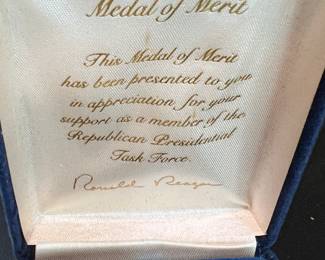 Medal of Merit
This Medal of Merit
has been presented to you
in appreciation for your
support as a member of the
Republican Presidential
Task Force.
Ronald Reagan